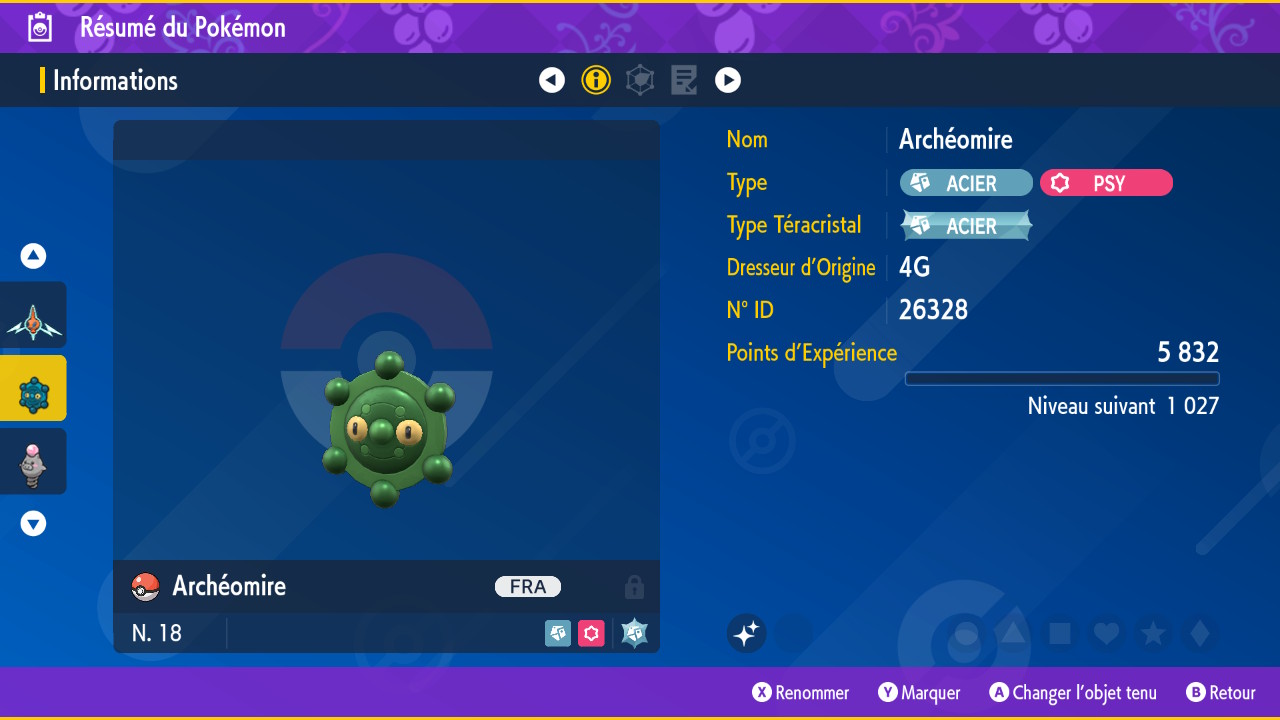 Résumé du Pokémon
Informations
Nom Archéomire
Type ACIER PSY
Type Téracristal ACIER
Dresseur d'Origine 4G
N° ID 26328
Points d'Expérience 5 832
Niveau suivant 1 027
Archéomire FRA
N. 18
X Renommer Y Marquer A Changer l'objet tenu B Retour